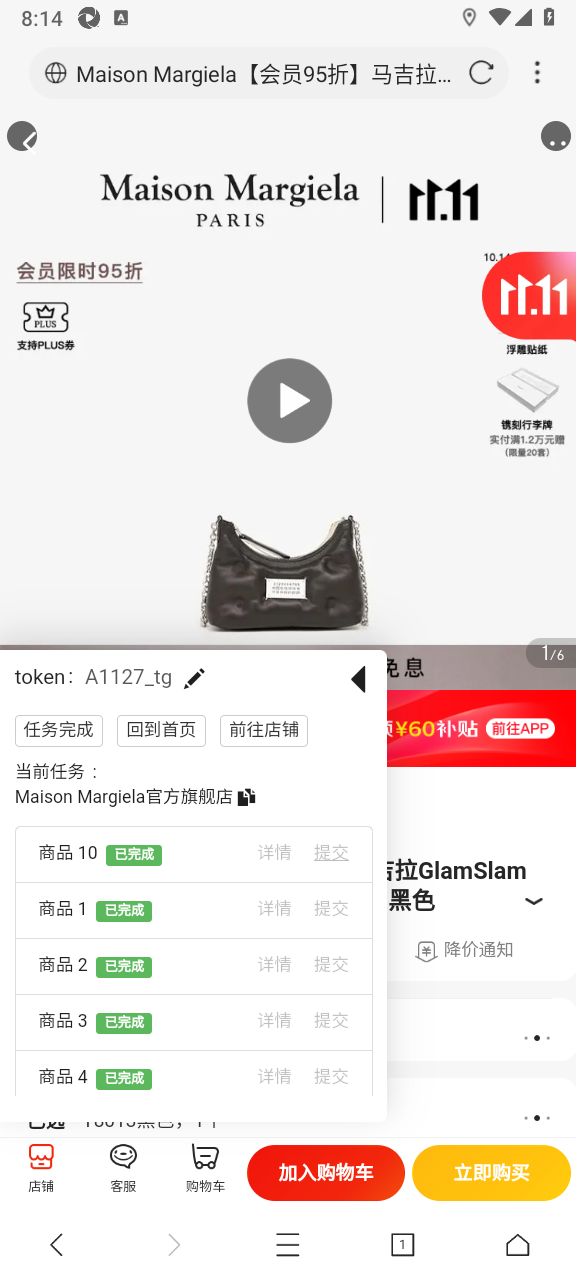 8:14
Maison Margiela【会员95折】马吉拉...
Maison Margiela
PARIS
11.11
会员限时95折
PLUS
支持PLUS券
10.14
11.11
浮雕贴纸
镌刻行李牌
实付满1.2万元赠
(限量20套)
免息
1/6
token： A1127_tg
¥60补贴 前往APP
任务完成 回到首页 前往店铺
当前任务：
Maison Margiela官方旗舰店
商品 10 已完成 详情 提交
吉拉GlamSlam
黑色
商品 1 已完成 详情 提交
降价通知
商品 2 已完成 详情 提交
商品 3 已完成 详情 提交
商品 4 已完成 详情 提交
店铺 客服 购物车 加入购物车 立即购买
1